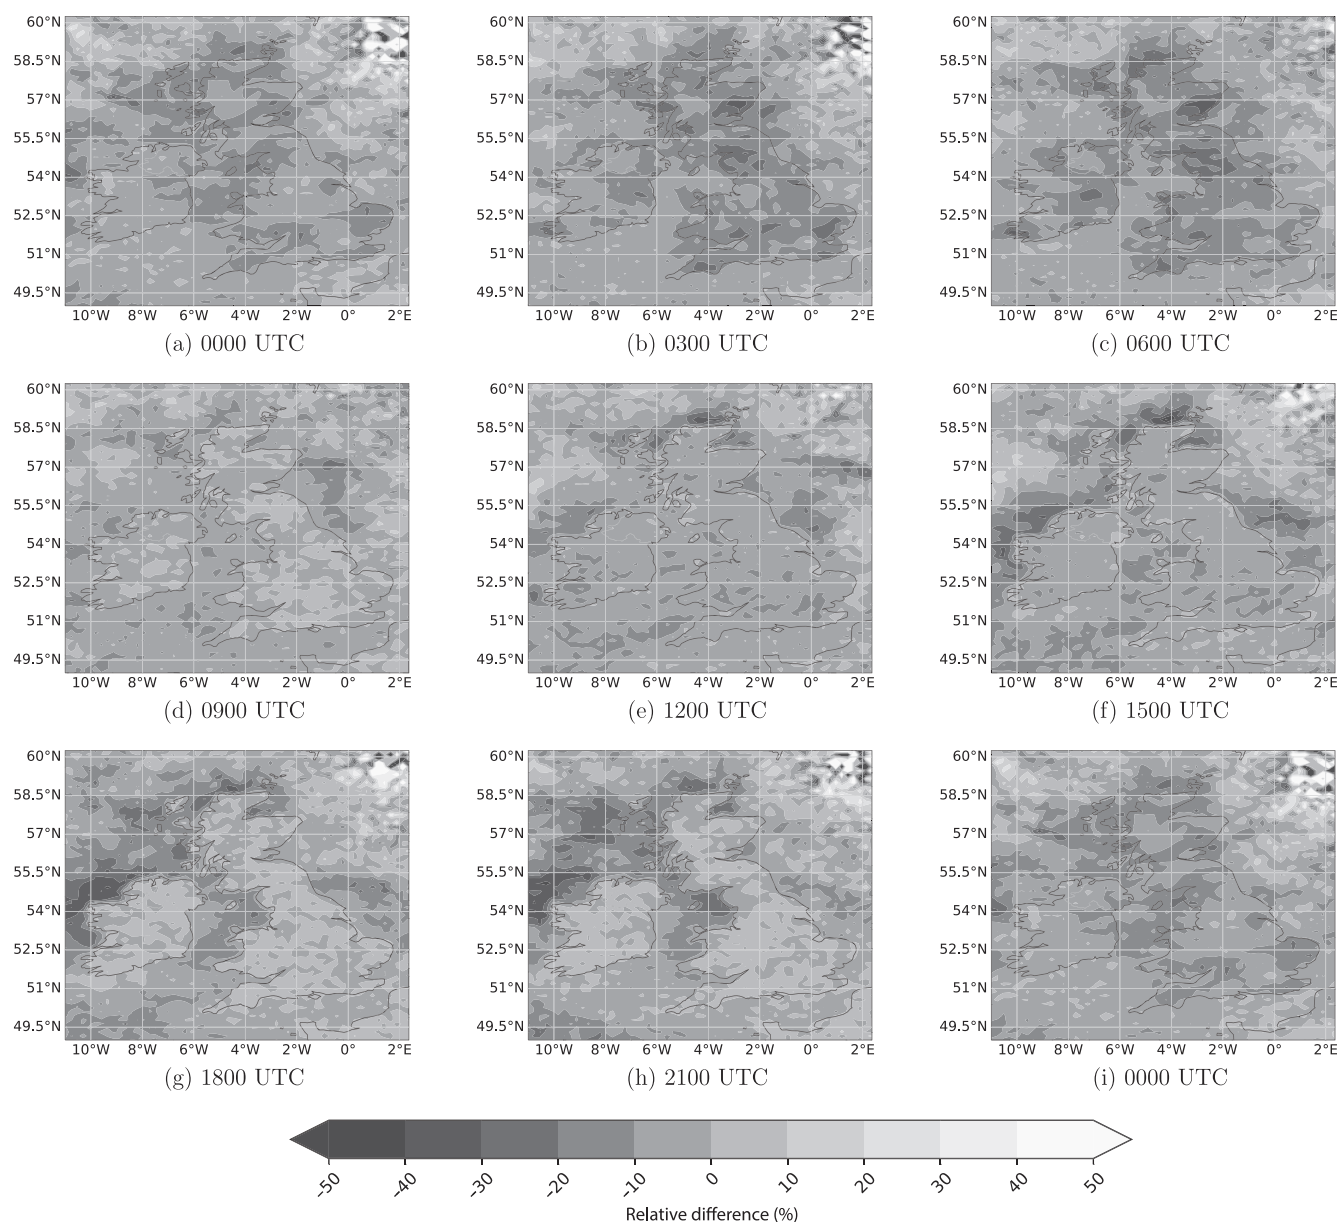 60°N 58.5°N 57°N 55.5°N 54°N 52.5°N 51°N 49.5°N
10°W 8°W 6°W 4°W 2°W 0° 2°E
(a) 0000 UTC
60°N 58.5°N 57°N 55.5°N 54°N 52.5°N 51°N 49.5°N
10°W 8°W 6°W 4°W 2°W 0° 2°E
(b) 0300 UTC
60°N 58.5°N 57°N 55.5°N 54°N 52.5°N 51°N 49.5°N
10°W 8°W 6°W 4°W 2°W 0° 2°E
(c) 0600 UTC
60°N 58.5°N 57°N 55.5°N 54°N 52.5°N 51°N 49.5°N
10°W 8°W 6°W 4°W 2°W 0° 2°E
(d) 0900 UTC
60°N 58.5°N 57°N 55.5°N 54°N 52.5°N 51°N 49.5°N
10°W 8°W 6°W 4°W 2°W 0° 2°E
(e) 1200 UTC
60°N 58.5°N 57°N 55.5°N 54°N 52.5°N 51°N 49.5°N
10°W 8°W 6°W 4°W 2°W 0° 2°E
(f) 1500 UTC
60°N 58.5°N 57°N 55.5°N 54°N 52.5°N 51°N 49.5°N
10°W 8°W 6°W 4°W 2°W 0° 2°E
(g) 1800 UTC
60°N 58.5°N 57°N 55.5°N 54°N 52.5°N 51°N 49.5°N
10°W 8°W 6°W 4°W 2°W 0° 2°E
(h) 2100 UTC
60°N 58.5°N 57°N 55.5°N 54°N 52.5°N 51°N 49.5°N
10°W 8°W 6°W 4°W 2°W 0° 2°E
(i) 0000 UTC
-50 -40 -30 -20 -10 0 10 20 30 40 50
Relative difference (%)